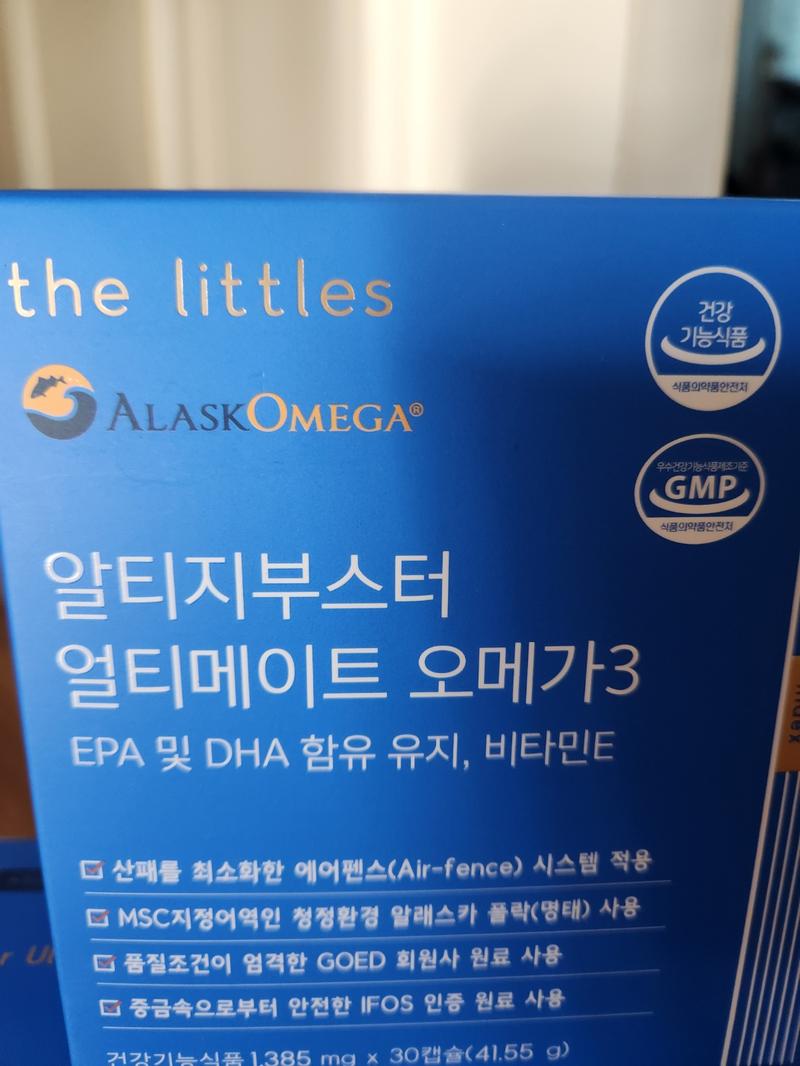 the littles
ALASKOMEGA®
건강
기능식품
식품의약품안전처
우수건강기능식품제조기준
GMP
식품의약품안전처
알티지부스터
얼티메이트 오메가3
EPA 및 DHA 함유 유지, 비타민E
산패를 최소화한 에어펜스(Air-fence) 시스템 적용
MSC지정어역인 청정환경 알래스카 폴락(명태) 사용
품질조건이 엄격한 GOED 회원사 원료 사용
중금속으로부터 안전한 IFOS 인증 원료 사용
건강기능식품 1,385 mg x 30캡슐(41.55 g)